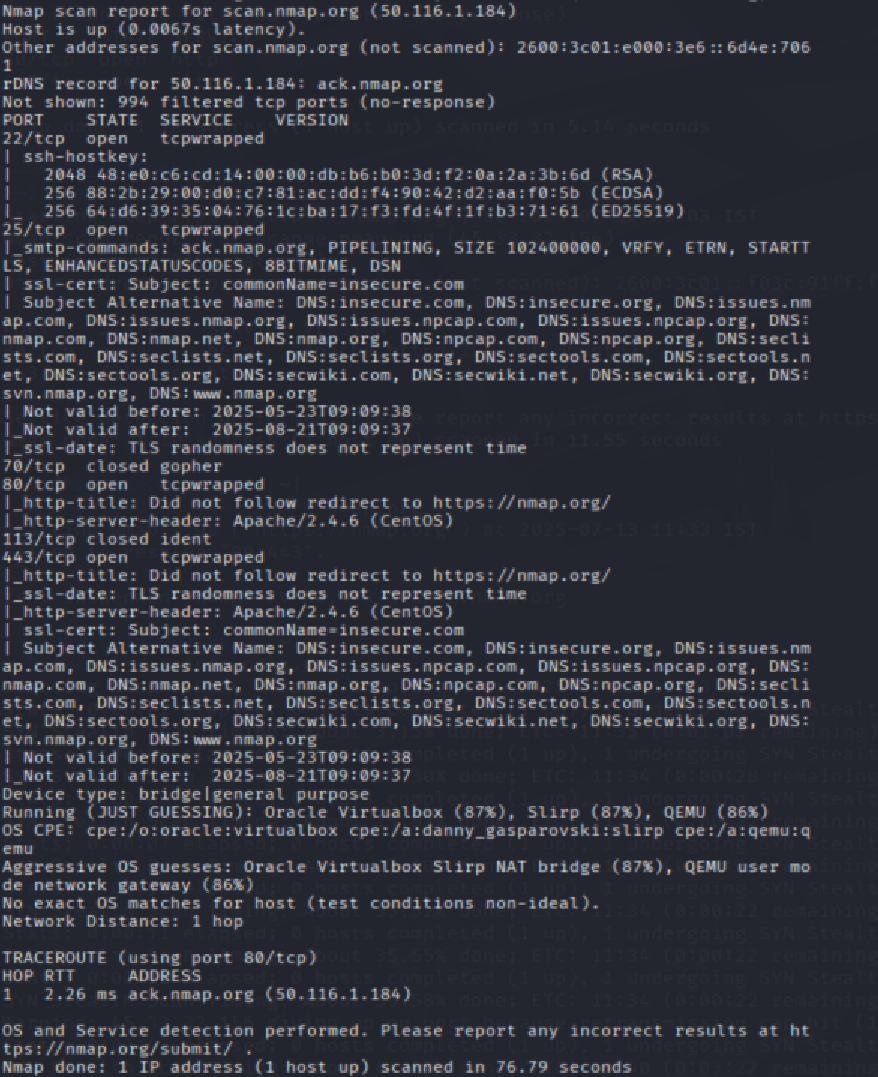 Nmap scan report for scan.nmap.org (50.116.1.184)
Host is up (0.0067s latency).
Other addresses for scan.nmap.org (not scanned): 2600:3c01:e000:3e6::6d4e:706
1
rDNS record for 50.116.1.184: ack.nmap.org
Not shown: 994 filtered tcp ports (no-response)
PORT    STATE  SERVICE    VERSION
22/tcp  open   tcpwrapped
| ssh-hostkey:
|   2048 48:e0:c6:cd:14:00:00:db:b6:b0:3d:f2:0a:2a:3b:6d (RSA)
|   256 88:2b:29:00:d0:c7:81:ac:dd:f4:90:42:d2:aa:f0:5b (ECDSA)
|_  256 64:d6:39:35:04:76:1c:ba:17:f3:fd:4f:1f:b3:71:61 (ED25519)
25/tcp  open   tcpwrapped
|_smtp-commands: ack.nmap.org, PIPELINING, SIZE 102400000, VRFY, ETRN, STARTT
LS, ENHANCEDSTATUSCODES, 8BITMIME, DSN
| ssl-cert: Subject: commonName=insecure.com
| Subject Alternative Name: DNS:insecure.com, DNS:insecure.org, DNS:issues.nm
ap.com, DNS:issues.nmap.org, DNS:issues.npcap.com, DNS:issues.npcap.org, DNS:
nmap.com, DNS:nmap.net, DNS:nmap.org, DNS:npcap.com, DNS:npcap.org, DNS:secli
sts.com, DNS:seclists.net, DNS:seclists.org, DNS:sectools.com, DNS:sectools.n
et, DNS:sectools.org, DNS:secwiki.com, DNS:secwiki.net, DNS:secwiki.org, DNS:
svn.nmap.org, DNS:www.nmap.org
| Not valid before: 2025-05-23T09:09:38
|_Not valid after:  2025-08-21T09:09:37
|_ssl-date: TLS randomness does not represent time
70/tcp  closed gopher
80/tcp  open   tcpwrapped
|_http-title: Did not follow redirect to https://nmap.org/
|_http-server-header: Apache/2.4.6 (CentOS)
113/tcp closed ident
443/tcp open   tcpwrapped
|_http-title: Did not follow redirect to https://nmap.org/
|_ssl-date: TLS randomness does not represent time
|_http-server-header: Apache/2.4.6 (CentOS)
| ssl-cert: Subject: commonName=insecure.com
| Subject Alternative Name: DNS:insecure.com, DNS:insecure.org, DNS:issues.nm
ap.com, DNS:issues.nmap.org, DNS:issues.npcap.com, DNS:issues.npcap.org, DNS:
nmap.com, DNS:nmap.net, DNS:nmap.org, DNS:npcap.com, DNS:npcap.org, DNS:secli
sts.com, DNS:seclists.net, DNS:seclists.org, DNS:sectools.com, DNS:sectools.n
et, DNS:sectools.org, DNS:secwiki.com, DNS:secwiki.net, DNS:secwiki.org, DNS:
svn.nmap.org, DNS:www.nmap.org
| Not valid before: 2025-05-23T09:09:38
|_Not valid after:  2025-08-21T09:09:37
Device type: bridge|general purpose
Running (JUST GUESSING): Oracle Virtualbox (87%), Slirp (87%), QEMU (86%)
OS CPE: cpe:/o:oracle:virtualbox cpe:/a:danny_gasparovski:slirp cpe:/a:qemu:q
emu
Aggressive OS guesses: Oracle Virtualbox Slirp NAT bridge (87%), QEMU user mo
de network gateway (86%)
No exact OS matches for host (test conditions non-ideal).
Network Distance: 1 hop

TRACEROUTE (using port 80/tcp)
HOP RTT     ADDRESS
1   2.26 ms ack.nmap.org (50.116.1.184)

OS and Service detection performed. Please report any incorrect results at ht
tps://nmap.org/submit/ .
Nmap done: 1 IP address (1 host up) scanned in 76.79 seconds